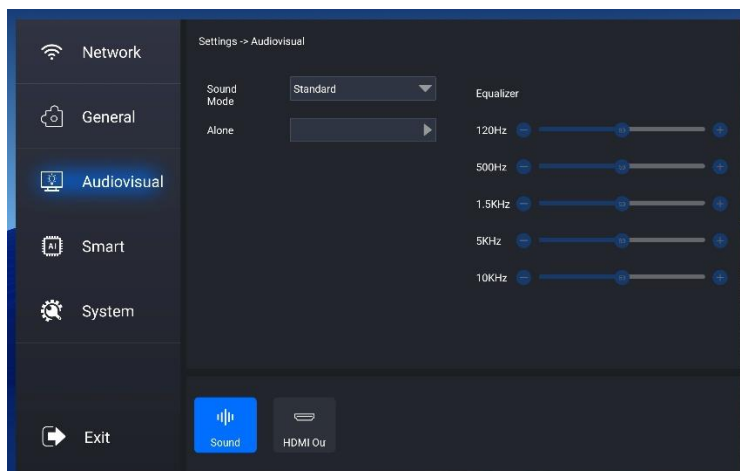 Network
General
Audiovisual
AI
Smart
System
Exit
Settings -> Audiovisual
Sound
Mode
Standard
Alone
Equalizer
120Hz
500Hz
1.5KHz
5KHz
10KHz
Sound
HDMI Ou